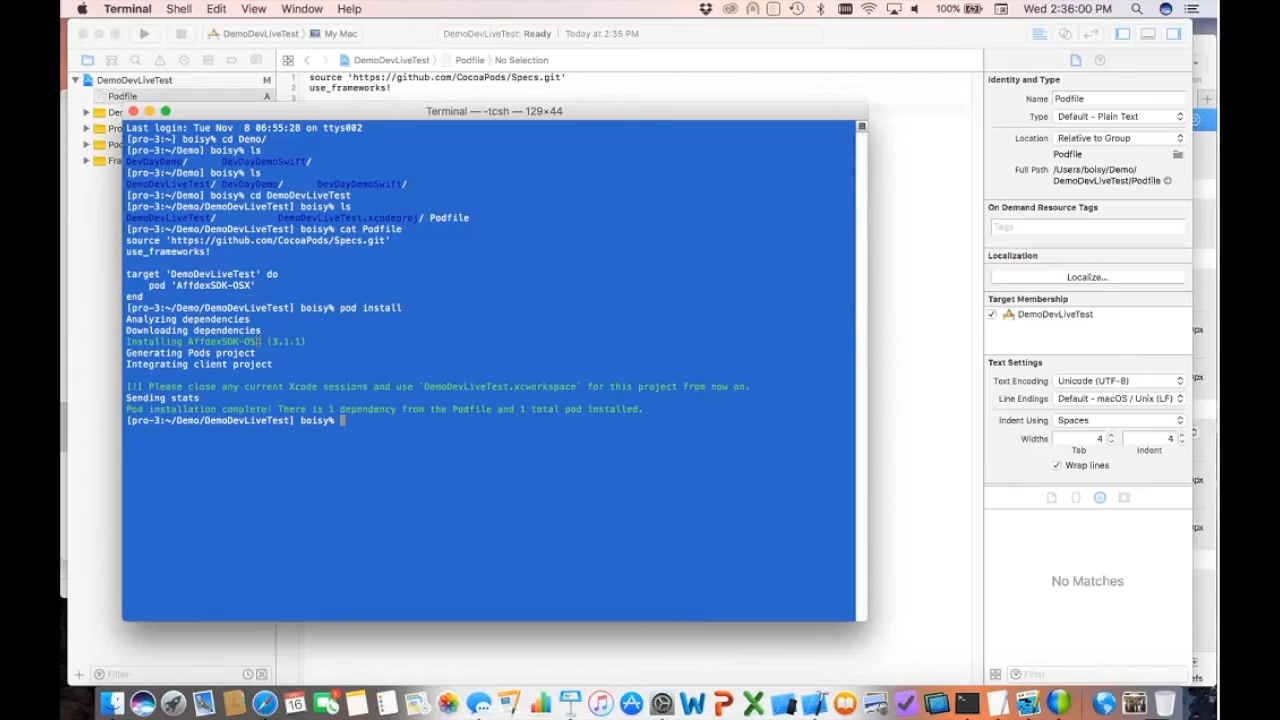 Terminal Shell Edit View Window Help 100% Wed 2:36:00 PM
DemoDevLiveTest My Mac DemoDevLiveTest: Ready Today at 2:35 PM
DemoDevLiveTest Podfile No Selection
DemoDevLiveTest M
Podfile A
1 source 'https://github.com/CocoaPods/Specs.git'
2 use_frameworks!
3
Terminal — -tcsh — 129×44
Last login: Tue Nov 8 06:55:28 on ttys002
[pro-3:~] boisy% cd Demo/
[pro-3:~/Demo] boisy% ls
DevDayDemo/ DevDayDemoSwift/
[pro-3:~/Demo] boisy% ls
DemoDevLiveTest/ DevDayDemo/ DevDayDemoSwift/
[pro-3:~/Demo] boisy% cd DemoDevLiveTest
[pro-3:~/Demo/DemoDevLiveTest] boisy% ls
DemoDevLiveTest/ DemoDevLiveTest.xcodeproj/ Podfile
[pro-3:~/Demo/DemoDevLiveTest] boisy% cat Podfile
source 'https://github.com/CocoaPods/Specs.git'
use_frameworks!
target 'DemoDevLiveTest' do
pod 'AffdexSDK-OSX'
end
[pro-3:~/Demo/DemoDevLiveTest] boisy% pod install
Analyzing dependencies
Downloading dependencies
Installing AffdexSDK-OSX (3.1.1)
Generating Pods project
Integrating client project
[!] Please close any current Xcode sessions and use `DemoDevLiveTest.xcworkspace` for this project from now on.
Sending stats
Pod installation complete! There is 1 dependency from the Podfile and 1 total pod installed.
[pro-3:~/Demo/DemoDevLiveTest] boisy%
Identity and Type
Name Podfile
Type Default - Plain Text
Location Relative to Group
Podfile
Full Path /Users/boisy/Demo/
DemoDevLiveTest/Podfile
On Demand Resource Tags
Tags
Localization
Localize...
Target Membership
DemoDevLiveTest
Text Settings
Text Encoding Unicode (UTF-8)
Line Endings Default - macOS / Unix (LF)
Indent Using Spaces
Widths 4 4
Tab Indent
Wrap lines
No Matches
Filter
Filter
16